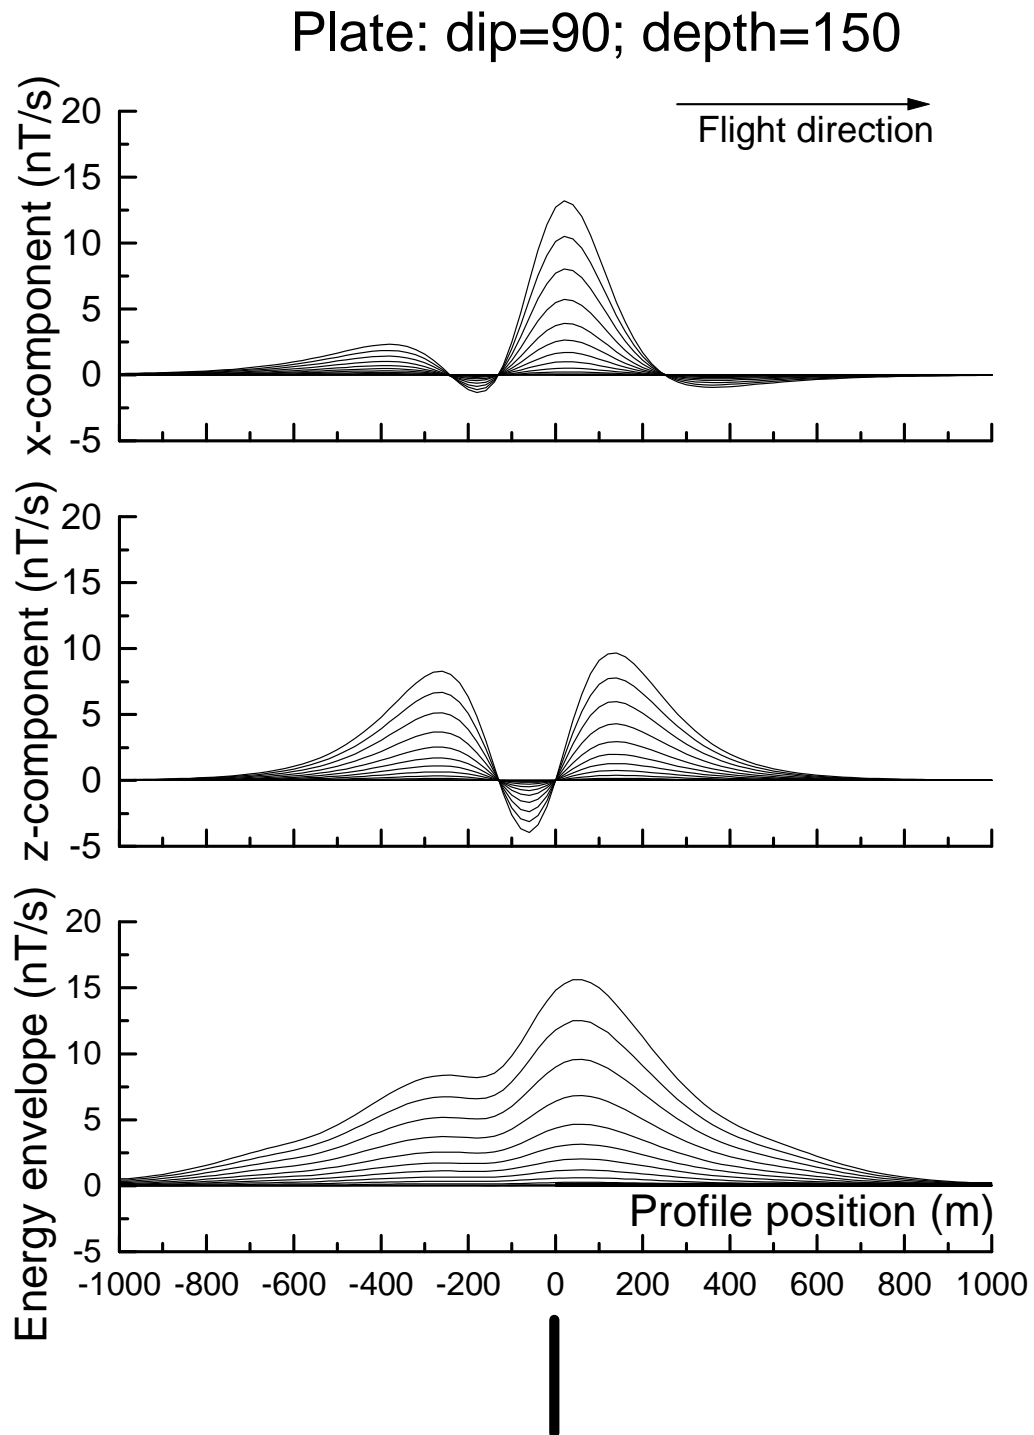 Plate: dip=90; depth=150
x-component (nT/s)
20
15
10
5
0
-5
Flight direction
z-component (nT/s)
20
15
10
5
0
-5
Energy envelope (nT/s)
20
15
10
5
0
-5
Profile position (m)
-1000 -800 -600 -400 -200 0 200 400 600 800 1000